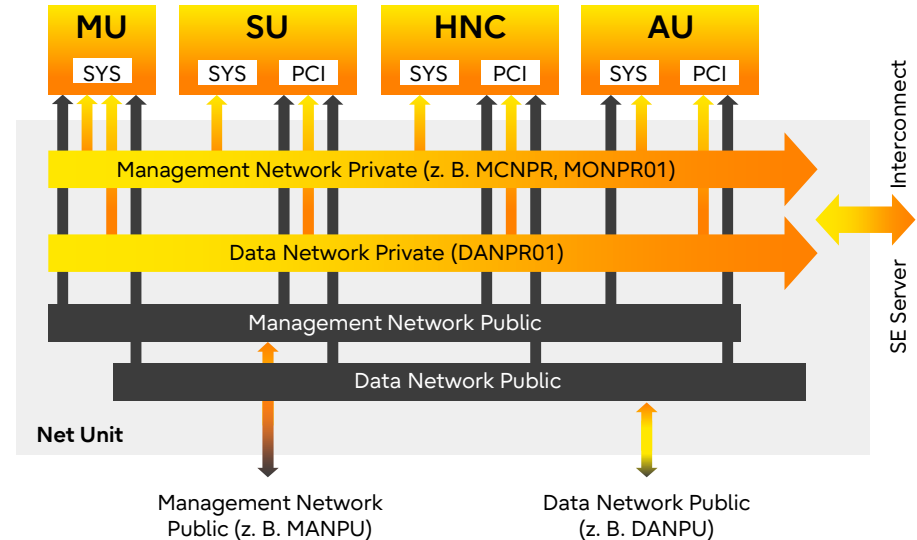 MU
SU
HNC
AU
SYS
SYS
PCI
SYS
PCI
SYS
PCI
Management Network Private (z. B. MCNPR, MONPR01)
Data Network Private (DANPR01)
Management Network Public
Data Network Public
Net Unit
SE Server
Interconnect
Management Network
Public (z. B. MANPU)
Data Network Public
(z. B. DANPU)